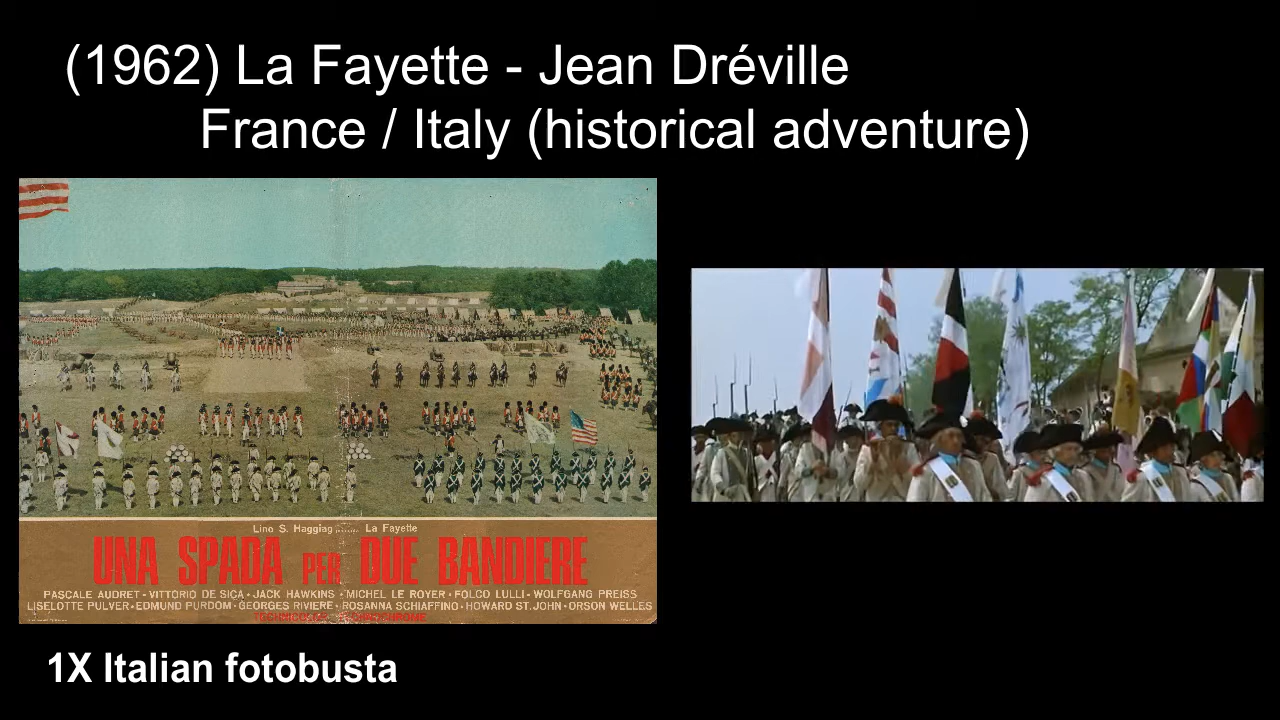 (1962) La Fayette - Jean Dréville
France / Italy (historical adventure)
Lino S. Haggiag La Fayette
UNA SPADA PER DUE BANDIERE
PASCALE AUDRET · VITTORIO DE SICA · JACK HAWKINS · MICHEL LE ROYER · FOLCO LULLI · WOLFGANG PREISS
LISELOTTE PULVER · EDMUND PURDOM · GEORGES RIVIERE · ROSANNA SCHIAFFINO · HOWARD ST. JOHN · ORSON WELLES
1X Italian fotobusta